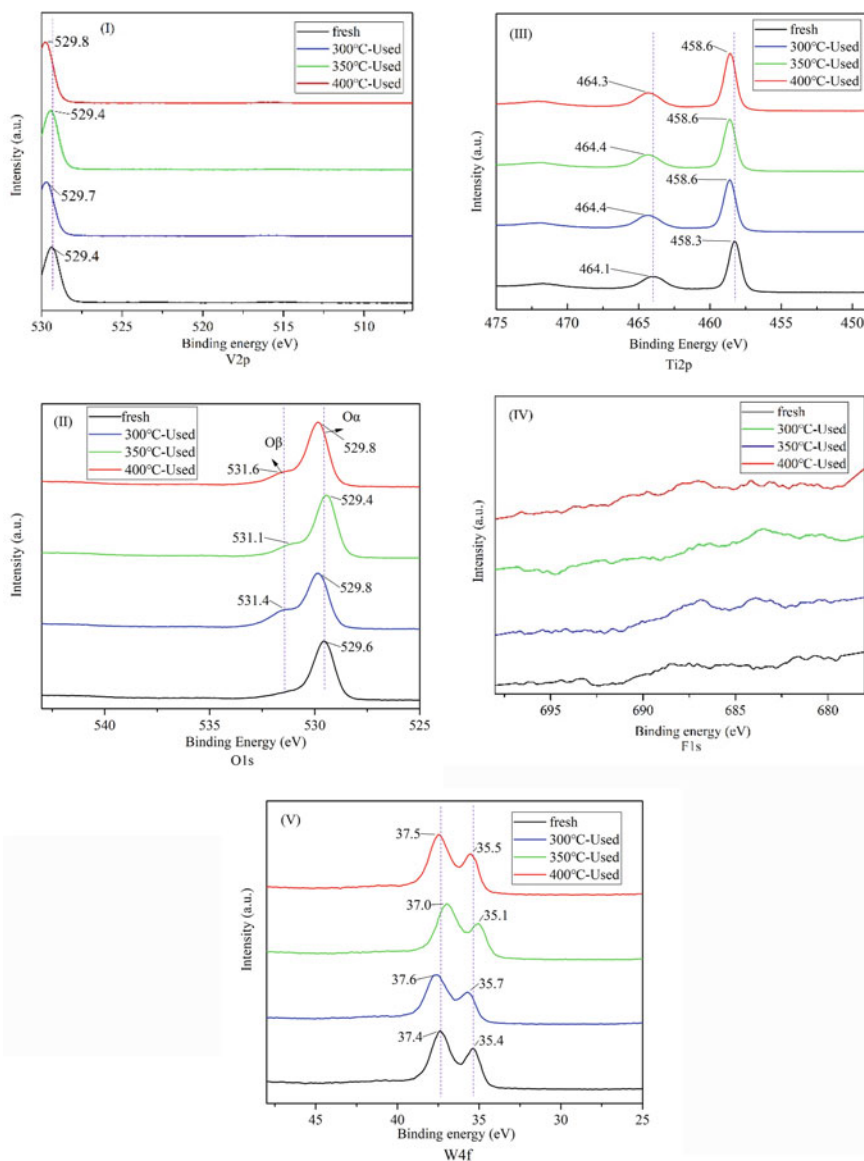 (I)
fresh
300℃-Used
350℃-Used
400℃-Used
529.8
529.4
529.7
529.4
Intensity (a.u.)
530 525 520 515 510
Binding energy (eV)
V2p
(III)
fresh
300℃-Used
350℃-Used
400℃-Used
458.6
464.3
458.6
464.4
458.6
464.4
458.3
464.1
Intensity (a.u.)
475 470 465 460 455 450
Binding Energy (eV)
Ti2p
(II)
fresh
300℃-Used
350℃-Used
400℃-Used
Oβ
Oα
531.6
529.8
529.4
531.1
529.8
531.4
529.6
Intensity (a.u.)
540 535 530 525
Binding Energy (eV)
O1s
(IV)
fresh
300℃-Used
350℃-Used
400℃-Used
Intensity (a.u.)
695 690 685 680
Binding energy (eV)
F1s
(V)
fresh
300℃-Used
350℃-Used
400℃-Used
37.5
35.5
37.0
35.1
37.6
35.7
37.4
35.4
Intensity (a.u.)
45 40 35 30 25
Binding energy (eV)
W4f